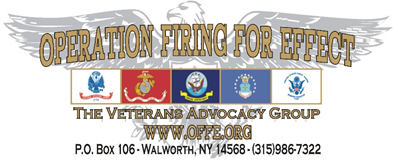 OPERATION FIRING FOR EFFECT
THE VETERANS ADVOCACY GROUP
WWW.OFFE.ORG
P.O. BOX 106 - WALWORTH, NY 14568 - (315)986-7322